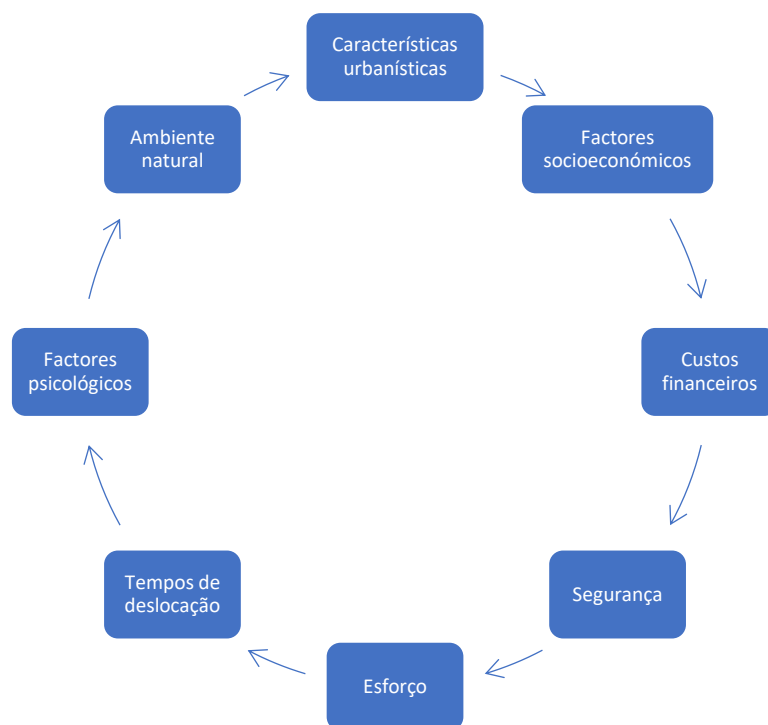 Características
urbanísticas
Factores
socioeconómicos
Custos
financeiros
Segurança
Esforço
Tempos de
deslocação
Factores
psicológicos
Ambiente
natural